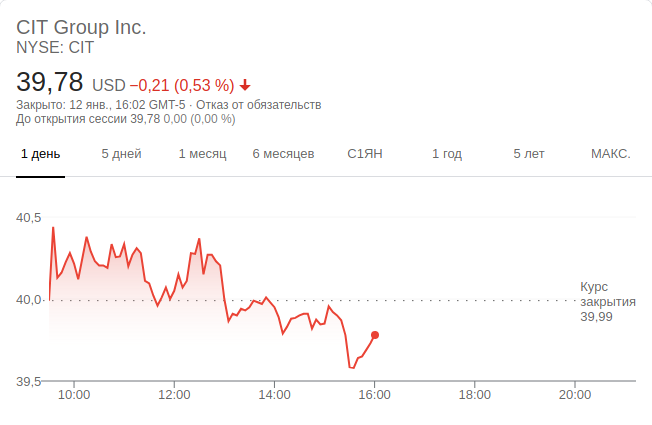 CIT Group Inc.
NYSE: CIT
39,78 USD −0,21 (0,53 %)
Закрыто: 12 янв., 16:02 GMT-5 · Отказ от обязательств
До открытия сессии 39,78 0,00 (0,00 %)
1 день 5 дней 1 месяц 6 месяцев С1ЯН 1 год 5 лет МАКС.
40,5
40,0
Курс
закрытия
39,99
39,5
10:00 12:00 14:00 16:00 18:00 20:00